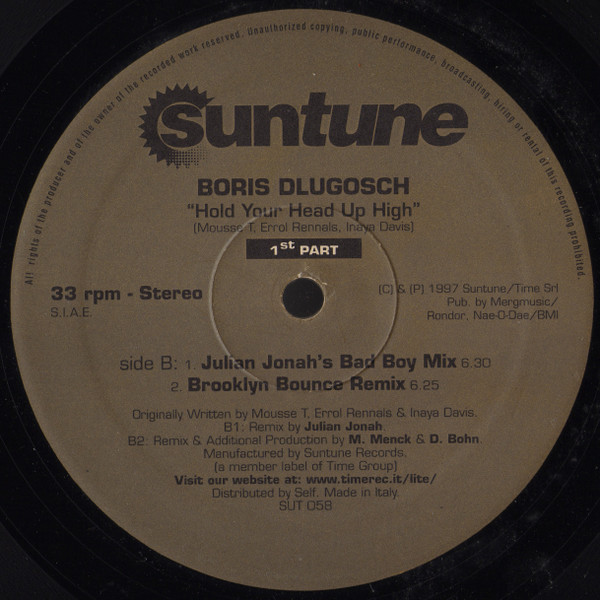 All rights of the producer and of the owner of the recorded work reserved. Unauthorized copying, public performance, broadcasting, hiring or rental of this recording prohibited.
suntune
BORIS DLUGOSCH
"Hold Your Head Up High"
(Mousse T, Errol Rennals, Inaya Davis)
1st PART
33 rpm - Stereo
S.I.A.E.
(C) & (P) 1997 Suntune/Time Srl
Pub. by Mergmusic/
Rondor, Nae-O-Dae/BMI
side B: 1. Julian Jonah's Bad Boy Mix 6.30
2. Brooklyn Bounce Remix 6.25
Originally Written by Mousse T, Errol Rennals & Inaya Davis.
B1: Remix by Julian Jonah.
B2: Remix & Additional Production by M. Menck & D. Bohn.
Manufactured by Suntune Records.
(a member label of Time Group)
Visit our website at: www.timerec.it/lite/
Distributed by Self. Made in Italy.
SUT 058